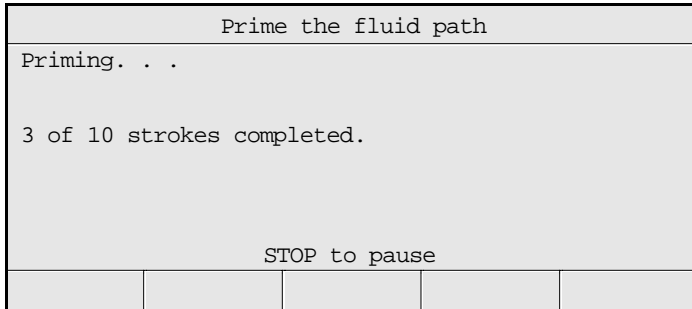 Prime the fluid path
Priming. . .
3 of 10 strokes completed.
STOP to pause